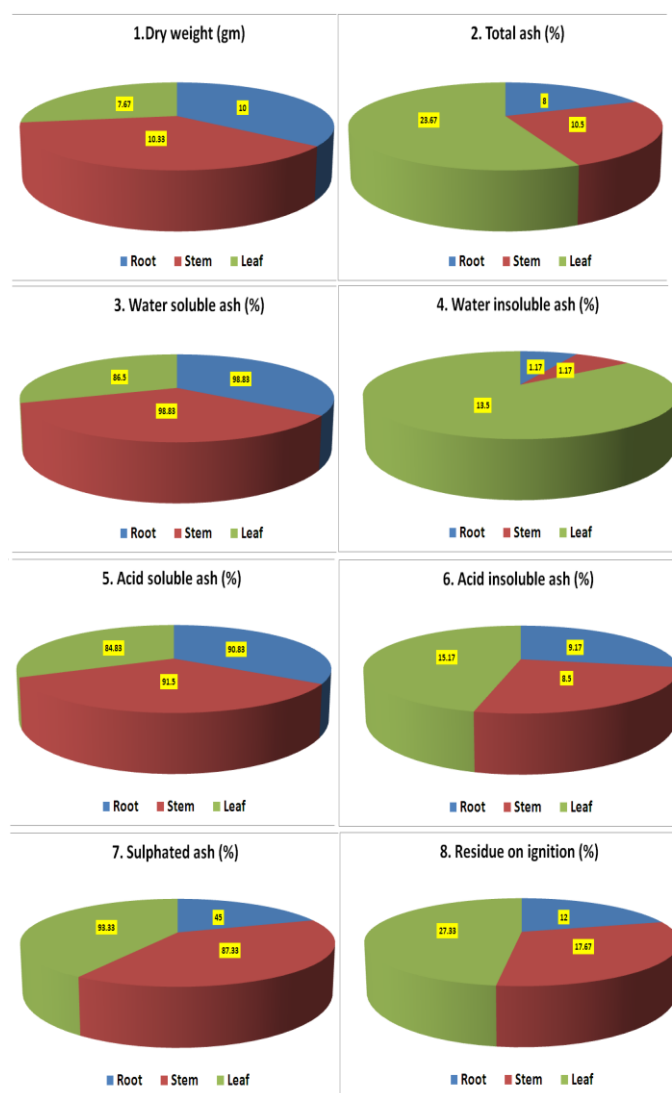 1.Dry weight (gm)
7.67
10
10.33
Root Stem Leaf
2. Total ash (%)
8
23.67
10.5
Root Stem Leaf
3. Water soluble ash (%)
86.5
98.83
98.83
Root Stem Leaf
4. Water insoluble ash (%)
1.17
1.17
13.5
Root Stem Leaf
5. Acid soluble ash (%)
84.83
90.83
91.5
Root Stem Leaf
6. Acid insoluble ash (%)
15.17
9.17
8.5
Root Stem Leaf
7. Sulphated ash (%)
93.33
45
87.33
Root Stem Leaf
8. Residue on ignition (%)
27.33
12
17.67
Root Stem Leaf